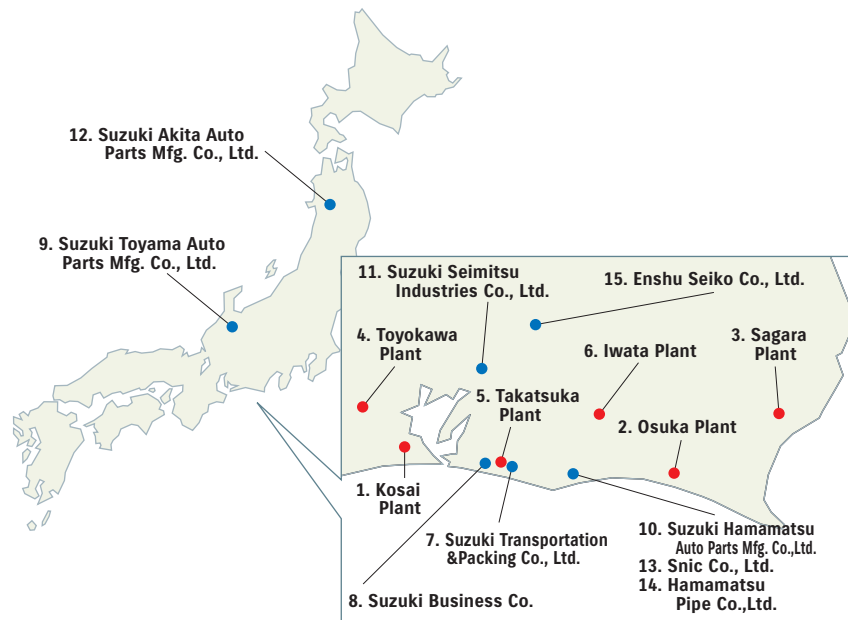 12. Suzuki Akita Auto
Parts Mfg. Co., Ltd.
9. Suzuki Toyama Auto
Parts Mfg. Co., Ltd.
11. Suzuki Seimitsu
Industries Co., Ltd.
15. Enshu Seiko Co., Ltd.
4. Toyokawa
Plant
6. Iwata Plant
3. Sagara
Plant
5. Takatsuka
Plant
2. Osuka Plant
1. Kosai
Plant
7. Suzuki Transportation
&Packing Co., Ltd.
8. Suzuki Business Co.
10. Suzuki Hamamatsu
Auto Parts Mfg. Co.,Ltd.
13. Snic Co., Ltd.
14. Hamamatsu
Pipe Co.,Ltd.